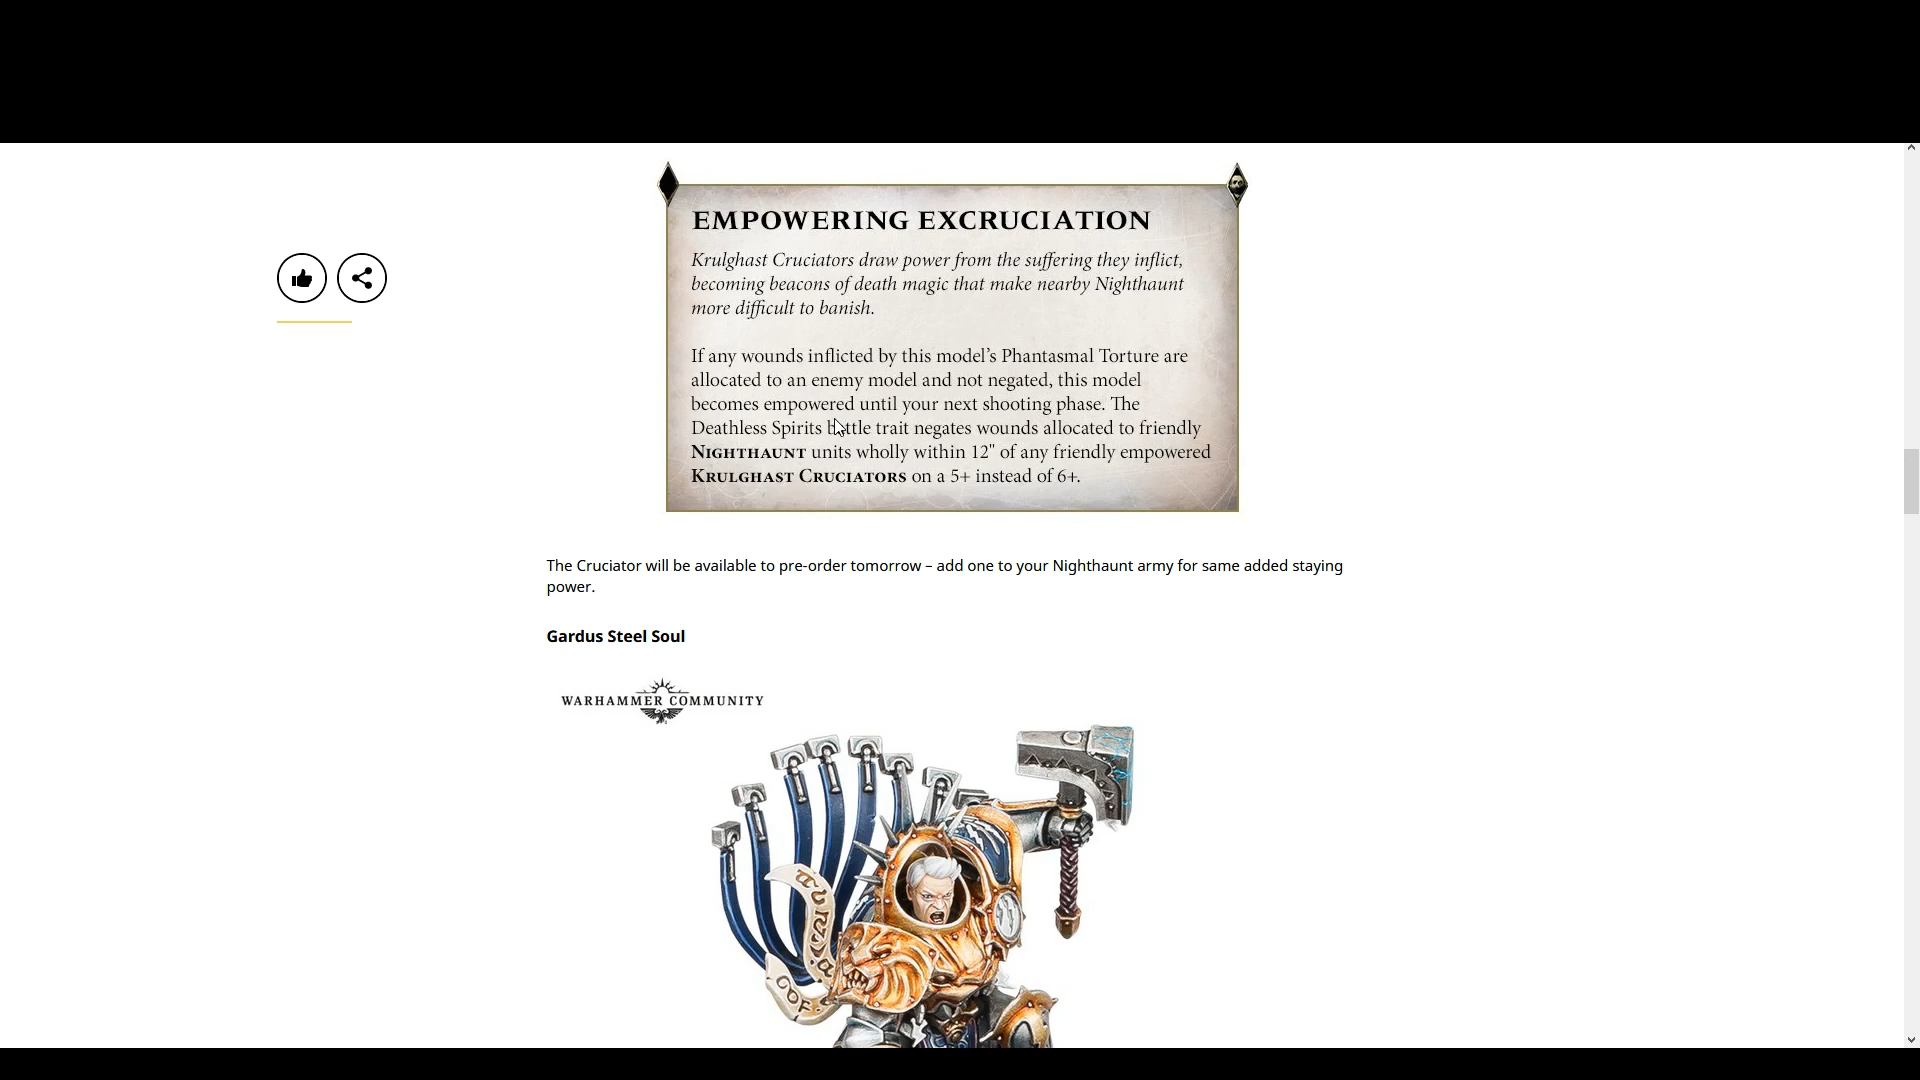 EMPOWERING EXCRUCIATION
Krulghast Cruciators draw power from the suffering they inflict,
becoming beacons of death magic that make nearby Nighthaunt
more difficult to banish.
If any wounds inflicted by this model's Phantasmal Torture are
allocated to an enemy model and not negated, this model
becomes empowered until your next shooting phase. The
Deathless Spirits battle trait negates wounds allocated to friendly
NIGHTHAUNT units wholly within 12" of any friendly empowered
KRULGHAST CRUCIATORS on a 5+ instead of 6+.
The Cruciator will be available to pre-order tomorrow – add one to your Nighthaunt army for same added staying
power.
Gardus Steel Soul
WARHAMMER COMMUNITY